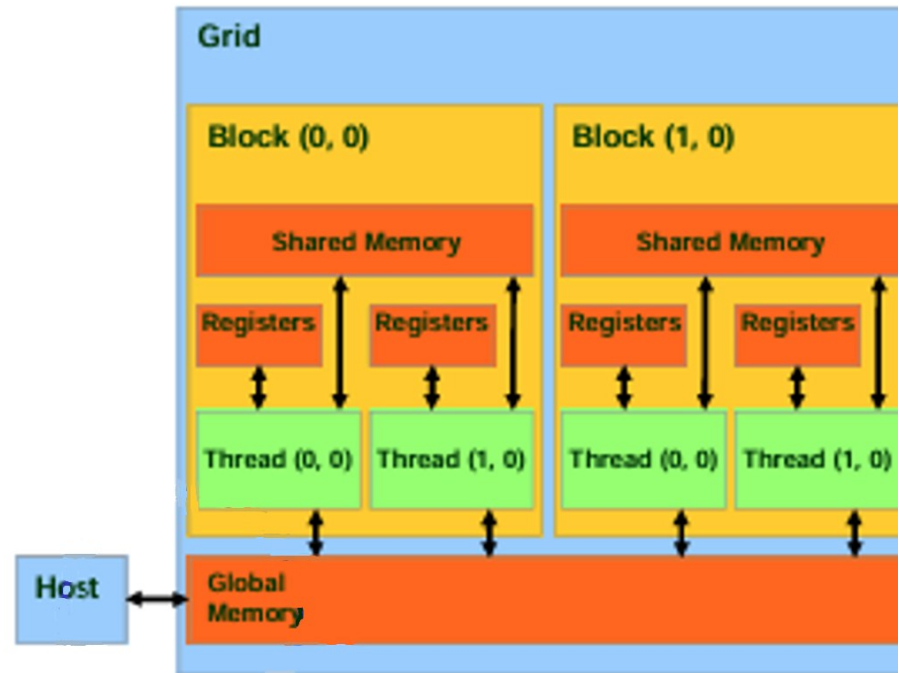 Grid
Block (0, 0)
Block (1, 0)
Shared Memory
Shared Memory
Registers
Registers
Registers
Registers
Thread (0, 0)
Thread (1, 0)
Thread (0, 0)
Thread (1, 0)
Host
Global
Memory